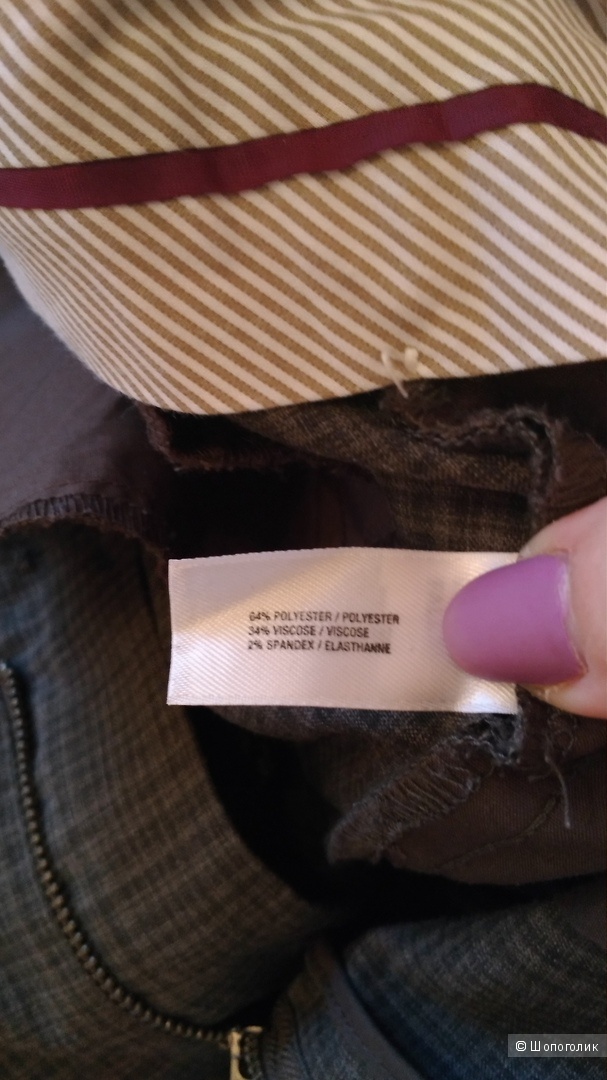 64% POLYESTER / POLYESTER
34% VISCOSE / VISCOSE
2% SPANDEX / ELASTHANNE
© Шопоголик